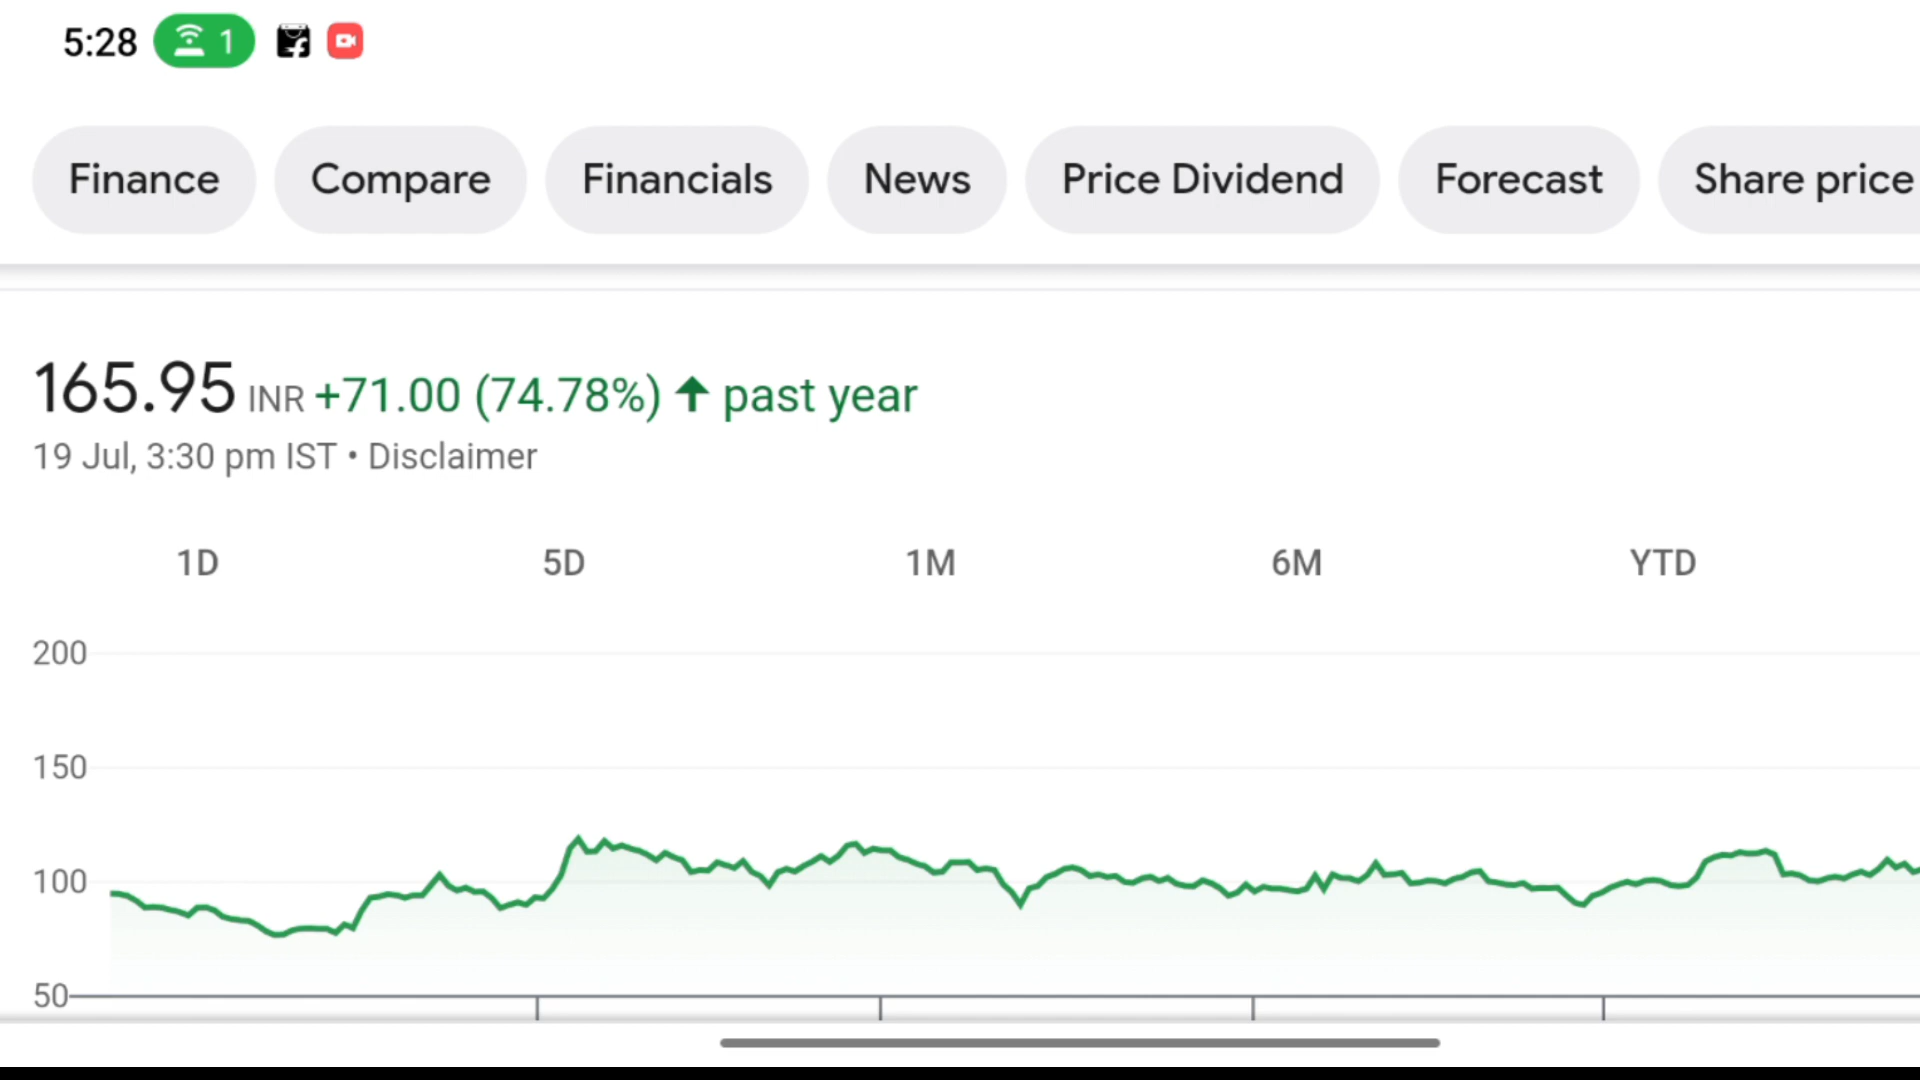 5:28 1
Finance Compare Financials News Price Dividend Forecast Share price
165.95 INR +71.00 (74.78%) ↑ past year
19 Jul, 3:30 pm IST • Disclaimer
1D 5D 1M 6M YTD
200
150
100
50